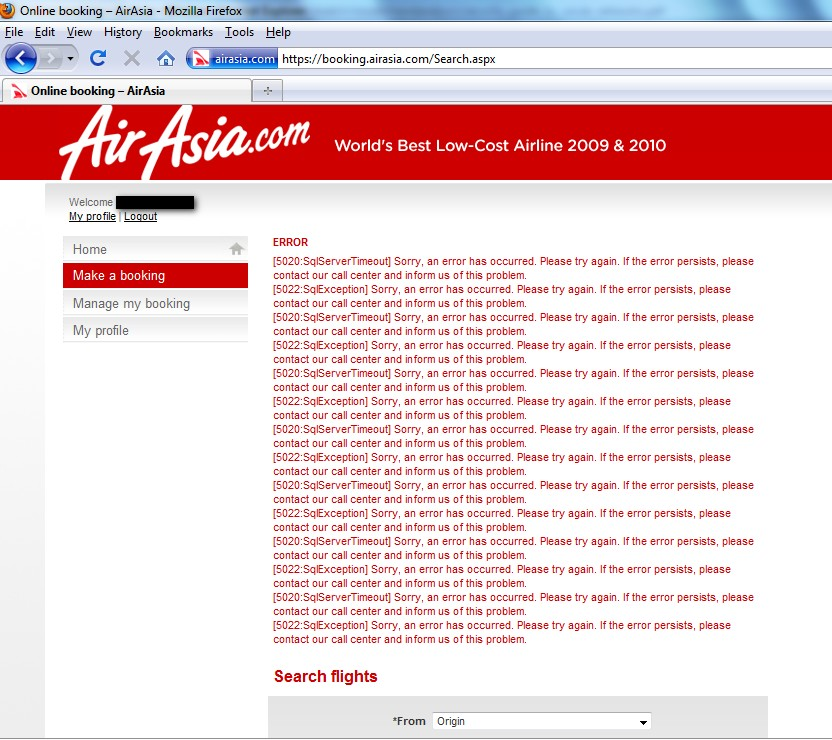 Online booking – AirAsia - Mozilla Firefox
File Edit View History Bookmarks Tools Help
airasia.com https://booking.airasia.com/Search.aspx
Online booking – AirAsia
AirAsia.com World's Best Low-Cost Airline 2009 & 2010
Welcome
My profile | Logout
Home
Make a booking
Manage my booking
My profile
ERROR
[5020:SqlServerTimeout] Sorry, an error has occurred. Please try again. If the error persists, please
contact our call center and inform us of this problem.
[5022:SqlException] Sorry, an error has occurred. Please try again. If the error persists, please
contact our call center and inform us of this problem.
[5020:SqlServerTimeout] Sorry, an error has occurred. Please try again. If the error persists, please
contact our call center and inform us of this problem.
[5022:SqlException] Sorry, an error has occurred. Please try again. If the error persists, please
contact our call center and inform us of this problem.
[5020:SqlServerTimeout] Sorry, an error has occurred. Please try again. If the error persists, please
contact our call center and inform us of this problem.
[5022:SqlException] Sorry, an error has occurred. Please try again. If the error persists, please
contact our call center and inform us of this problem.
[5020:SqlServerTimeout] Sorry, an error has occurred. Please try again. If the error persists, please
contact our call center and inform us of this problem.
[5022:SqlException] Sorry, an error has occurred. Please try again. If the error persists, please
contact our call center and inform us of this problem.
[5020:SqlServerTimeout] Sorry, an error has occurred. Please try again. If the error persists, please
contact our call center and inform us of this problem.
[5022:SqlException] Sorry, an error has occurred. Please try again. If the error persists, please
contact our call center and inform us of this problem.
[5020:SqlServerTimeout] Sorry, an error has occurred. Please try again. If the error persists, please
contact our call center and inform us of this problem.
[5022:SqlException] Sorry, an error has occurred. Please try again. If the error persists, please
contact our call center and inform us of this problem.
[5020:SqlServerTimeout] Sorry, an error has occurred. Please try again. If the error persists, please
contact our call center and inform us of this problem.
[5022:SqlException] Sorry, an error has occurred. Please try again. If the error persists, please
contact our call center and inform us of this problem.
Search flights
*From Origin